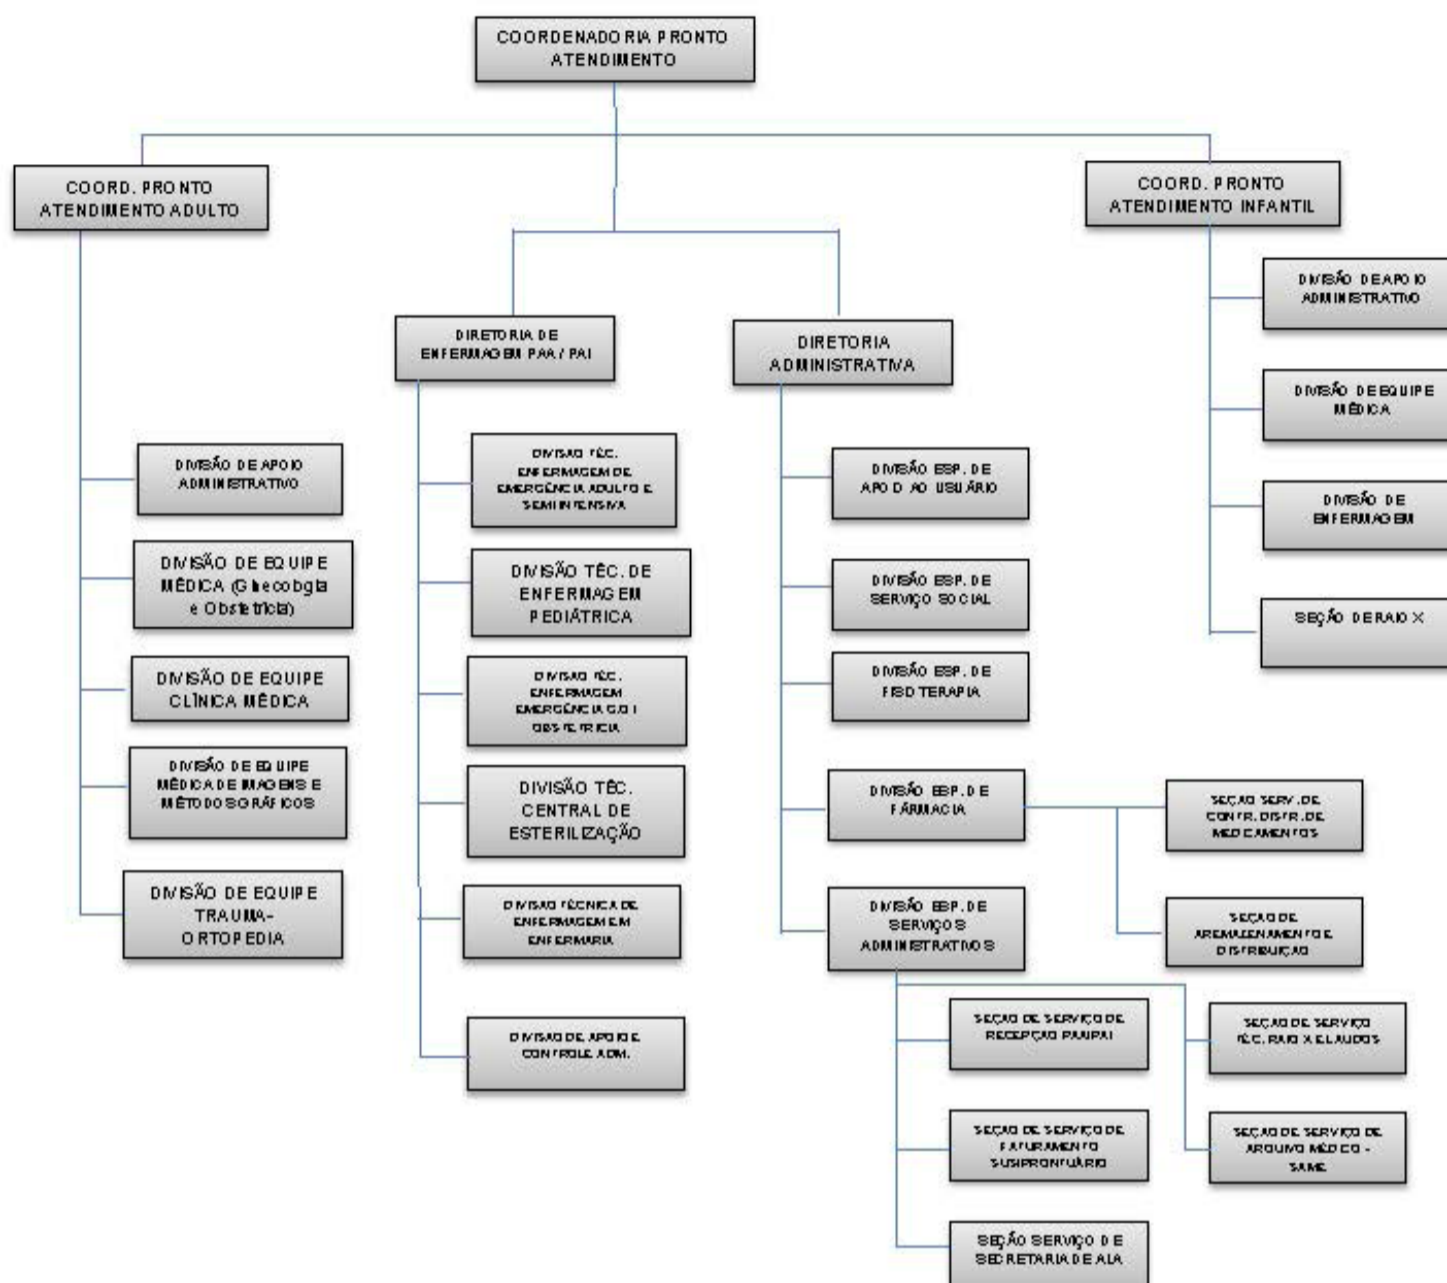 COORDENADORIA PRONTO
ATENDIMENTO
COORD. PRONTO
ATENDIMENTO ADULTO
COORD. PRONTO
ATENDIMENTO INFANTIL
DIRETORIA DE
ENFERMAGEM PAA / PAI
DIRETORIA
ADMINISTRATIVA
DIVISÃO DE APOIO
ADMINISTRATIVO
DIVISÃO DE EQUIPE
MÉDICA (Ginecologia
e Obstetrícia)
DIVISÃO DE EQUIPE
CLÍNICA MÉDICA
DIVISÃO DE EQUIPE
MÉDICA DE IMAGENS E
MÉTODOS GRÁFICOS
DIVISÃO DE EQUIPE
TRAUMA-
ORTOPEDIA
DIVISÃO TÉC.
ENFERMAGEM DE
EMERGÊNCIA ADULTO E
SEMI INTENSIVA
DIVISÃO TÉC. DE
ENFERMAGEM
PEDIÁTRICA
DIVISÃO TÉC.
ENFERMAGEM
EMERGÊNCIA G.O /
OBSTETRICIA
DIVISÃO TÉC.
CENTRAL DE
ESTERILIZAÇÃO
DIVISÃO TÉCNICA DE
ENFERMAGEM EM
ENFERMARIA
DIVISÃO DE APOIO E
CONTROLE ADM.
DIVISÃO ESP. DE
APOIO AO USUÁRIO
DIVISÃO ESP. DE
SERVIÇO SOCIAL
DIVISÃO ESP. DE
FISIOTERAPIA
DIVISÃO ESP. DE
FÁRMACIA
DIVISÃO ESP. DE
SERVIÇOS
ADMINISTRATIVOS
SEÇÃO SERV. DE
CONTR. DISTR. DE
MEDICAMENTOS
SEÇÃO DE
AREMAZENAMENTO E
DISTRIBUIÇÃO
SEÇÃO DE SERVIÇO DE
RECEPÇÃO PAA/PAI
SEÇÃO DE SERVIÇO DE
FATURAMENTO
SUS/PRONTUÁRIO
SEÇÃO SERVIÇO DE
SECRETARIA DE ALA
SEÇÃO DE SERVIÇO
TÉC. RAIO X E LAUDOS
SEÇÃO DE SERVIÇO DE
ARQUIVO MÉDICO -
SAME
DIVISÃO DE APOIO
ADMINISTRATIVO
DIVISÃO DE EQUIPE
MÉDICA
DIVISÃO DE
ENFERMAGEM
SEÇÃO DE RAIO X